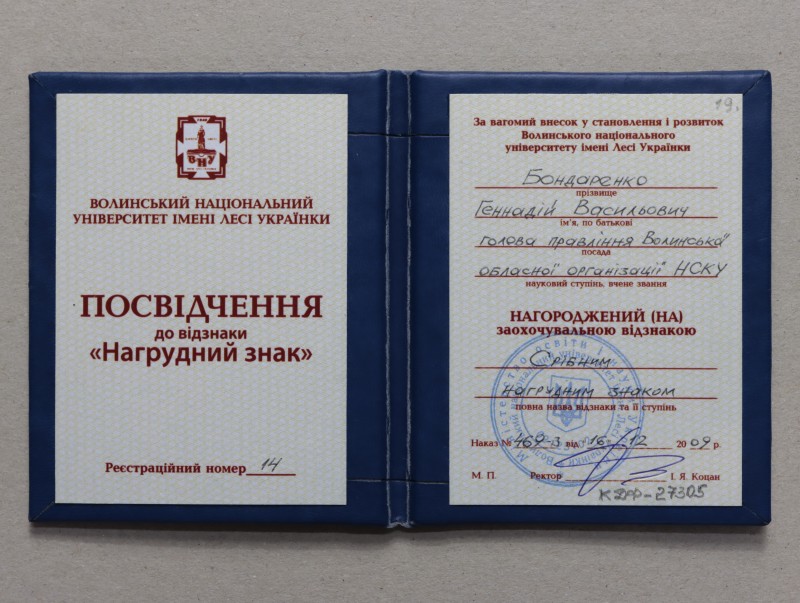 ВНУ
ВОЛИНСЬКИЙ НАЦІОНАЛЬНИЙ
УНІВЕРСИТЕТ ІМЕНІ ЛЕСІ УКРАЇНКИ
ПОСВІДЧЕННЯ
до відзнаки
«Нагрудний знак»
Реєстраційний номер 14
19.
За вагомий внесок у становлення і розвиток
Волинського національного
університету імені Лесі Українки
Бондаренко
прізвище
Геннадій Васильович
ім'я, по батькові
голова правління Волинської
посада
обласної організації НСКУ
науковий ступінь, вчене звання
НАГОРОДЖЕНИЙ (НА)
заохочувальною відзнакою
Срібним
нагрудним знаком
повна назва відзнаки та її ступінь
Наказ № 469-з від 16. 12 2009 р.
М. П. Ректор І. Я. Коцан
КДФ-27305